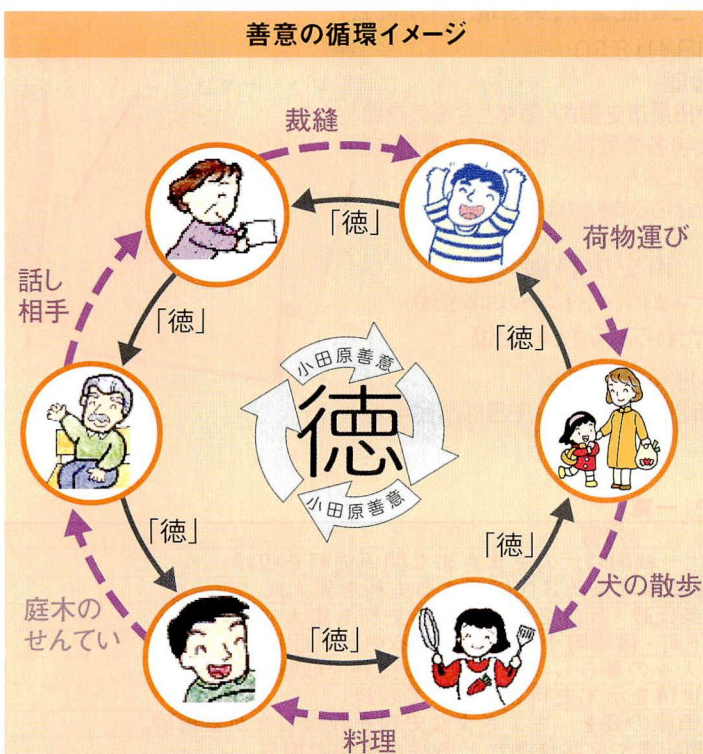 善意の循環イメージ
裁縫
「徳」
荷物運び
話し
相手
「徳」
「徳」
小田原善意
徳
小田原善意
「徳」
「徳」
庭木の
せんてい
犬の散歩
「徳」
料理